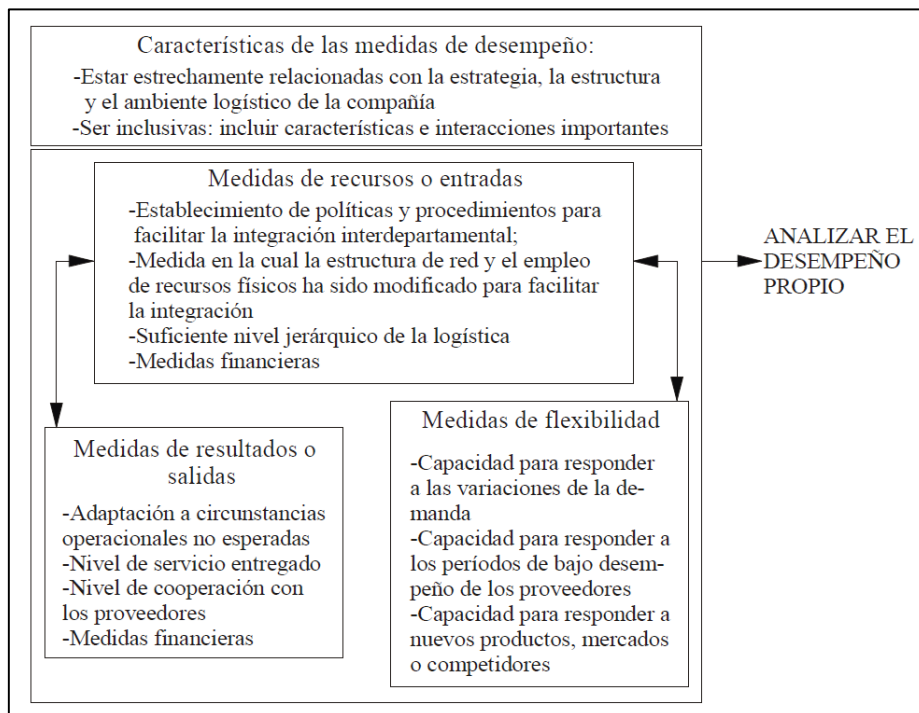 Características de las medidas de desempeño:
-Estar estrechamente relacionadas con la estrategia, la estructura
y el ambiente logístico de la compañía
-Ser inclusivas: incluir características e interacciones importantes
Medidas de recursos o entradas
-Establecimiento de políticas y procedimientos para
facilitar la integración interdepartamental;
-Medida en la cual la estructura de red y el empleo
de recursos físicos ha sido modificado para facilitar
la integración
-Suficiente nivel jerárquico de la logística
-Medidas financieras
ANALIZAR EL
DESEMPEÑO
PROPIO
Medidas de resultados o
salidas
-Adaptación a circunstancias
operacionales no esperadas
-Nivel de servicio entregado
-Nivel de cooperación con
los proveedores
-Medidas financieras
Medidas de flexibilidad
-Capacidad para responder
a las variaciones de la de-
manda
-Capacidad para responder a
los períodos de bajo desem-
peño de los proveedores
-Capacidad para responder a
nuevos productos, mercados
o competidores